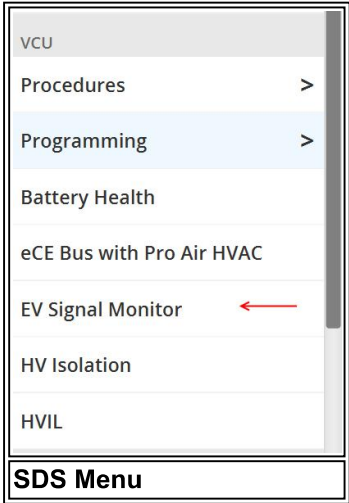 VCU
Procedures >
Programming >
Battery Health
eCE Bus with Pro Air HVAC
EV Signal Monitor
HV Isolation
HVIL
SDS Menu